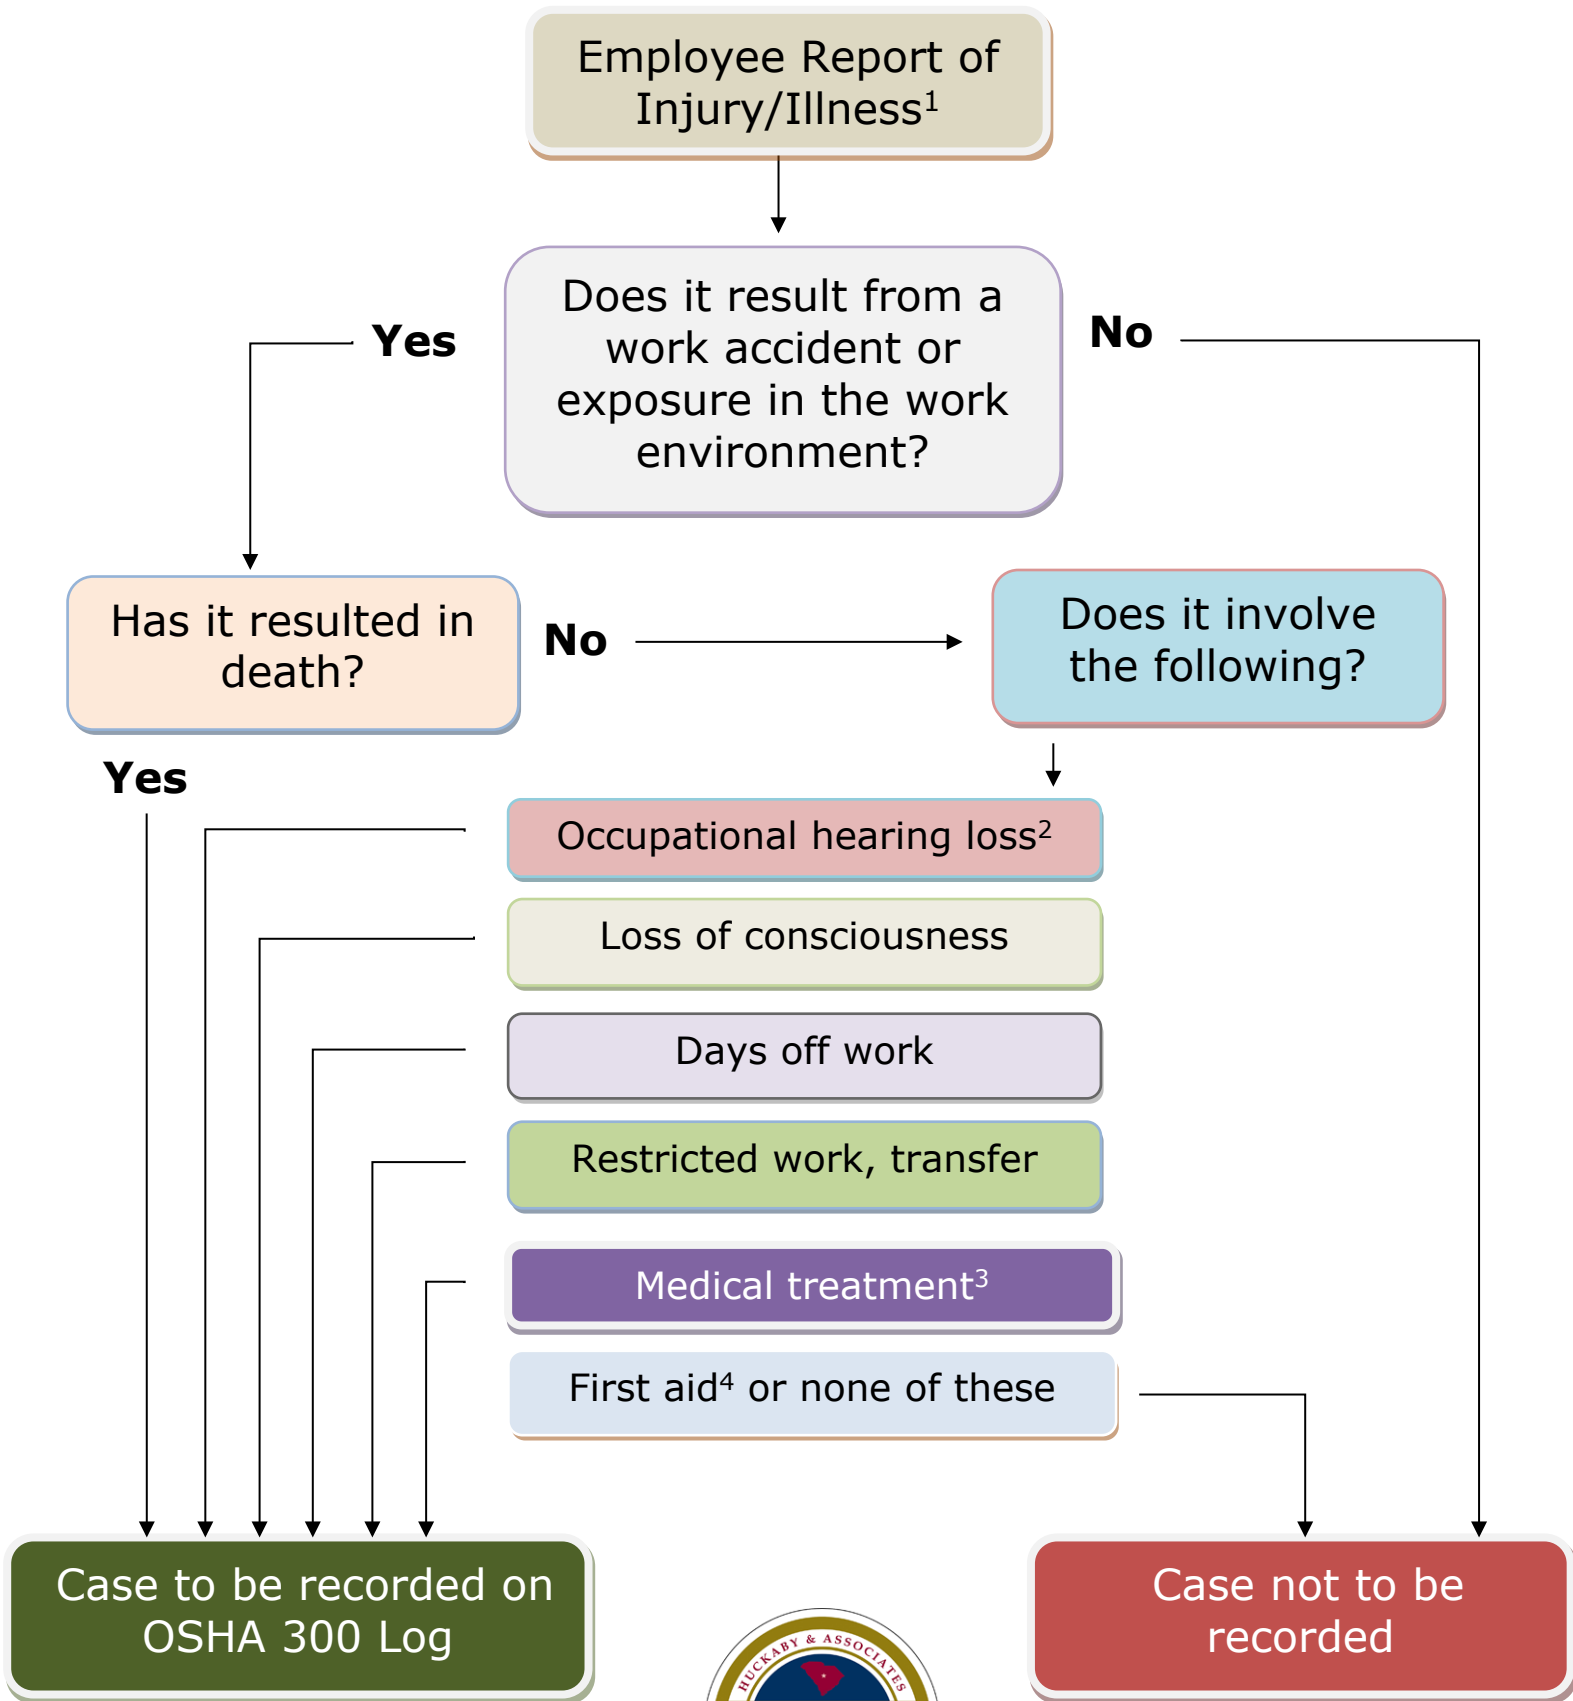 Employee Report of
Injury/Illness¹
Does it result from a
work accident or
exposure in the work
environment?
Yes
No
Has it resulted in
death?
No
Does it involve
the following?
Yes
Occupational hearing loss²
Loss of consciousness
Days off work
Restricted work, transfer
Medical treatment³
First aid⁴ or none of these
Case to be recorded on
OSHA 300 Log
Case not to be
recorded
HUCKABY & ASSOCIATES